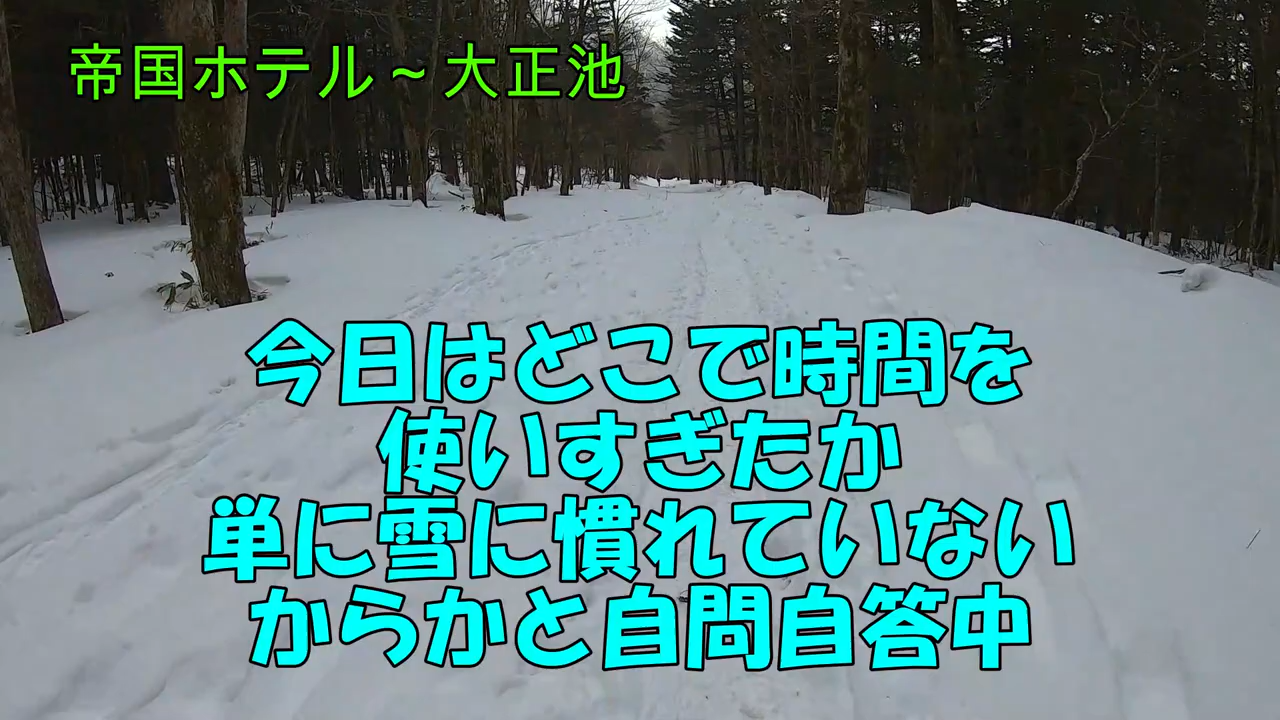 帝国ホテル～大正池
今日はどこで時間を
使いすぎたか
単に雪に慣れていない
からかと自問自答中